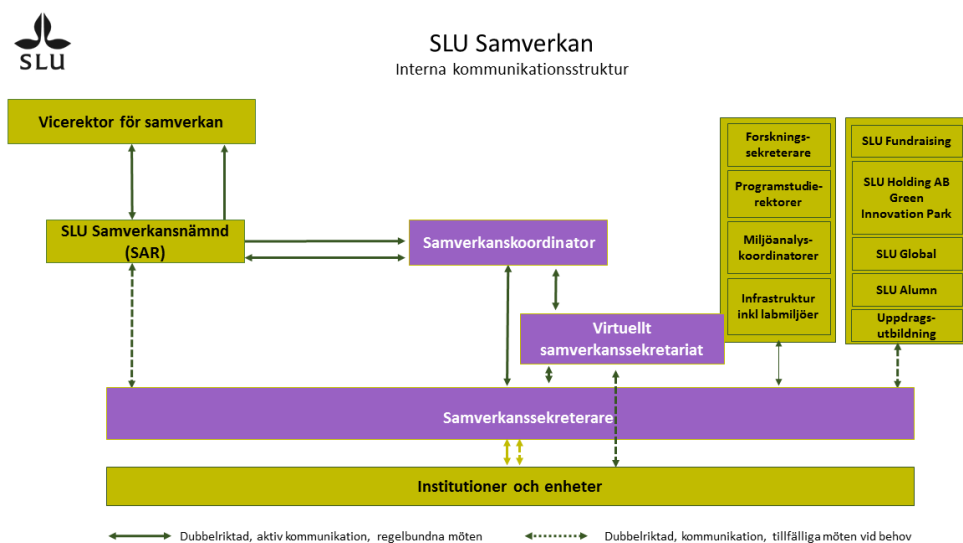 SLU
SLU Samverkan
Interna kommunikationsstruktur
Vicerektor för samverkan
SLU Samverkansnämnd
(SAR)
Samverkanskoordinator
Virtuellt
samverkanssekretariat
Forsknings-
sekreterare
Programstudie-
rektorer
Miljöanalys-
koordinatorer
Infrastruktur
inkl labmiljöer
SLU Fundraising
SLU Holding AB
Green
Innovation Park
SLU Global
SLU Alumn
Uppdrags-
utbildning
Samverkanssekreterare
Institutioner och enheter
Dubbelriktad, aktiv kommunikation, regelbundna möten
Dubbelriktad, kommunikation, tillfälliga möten vid behov